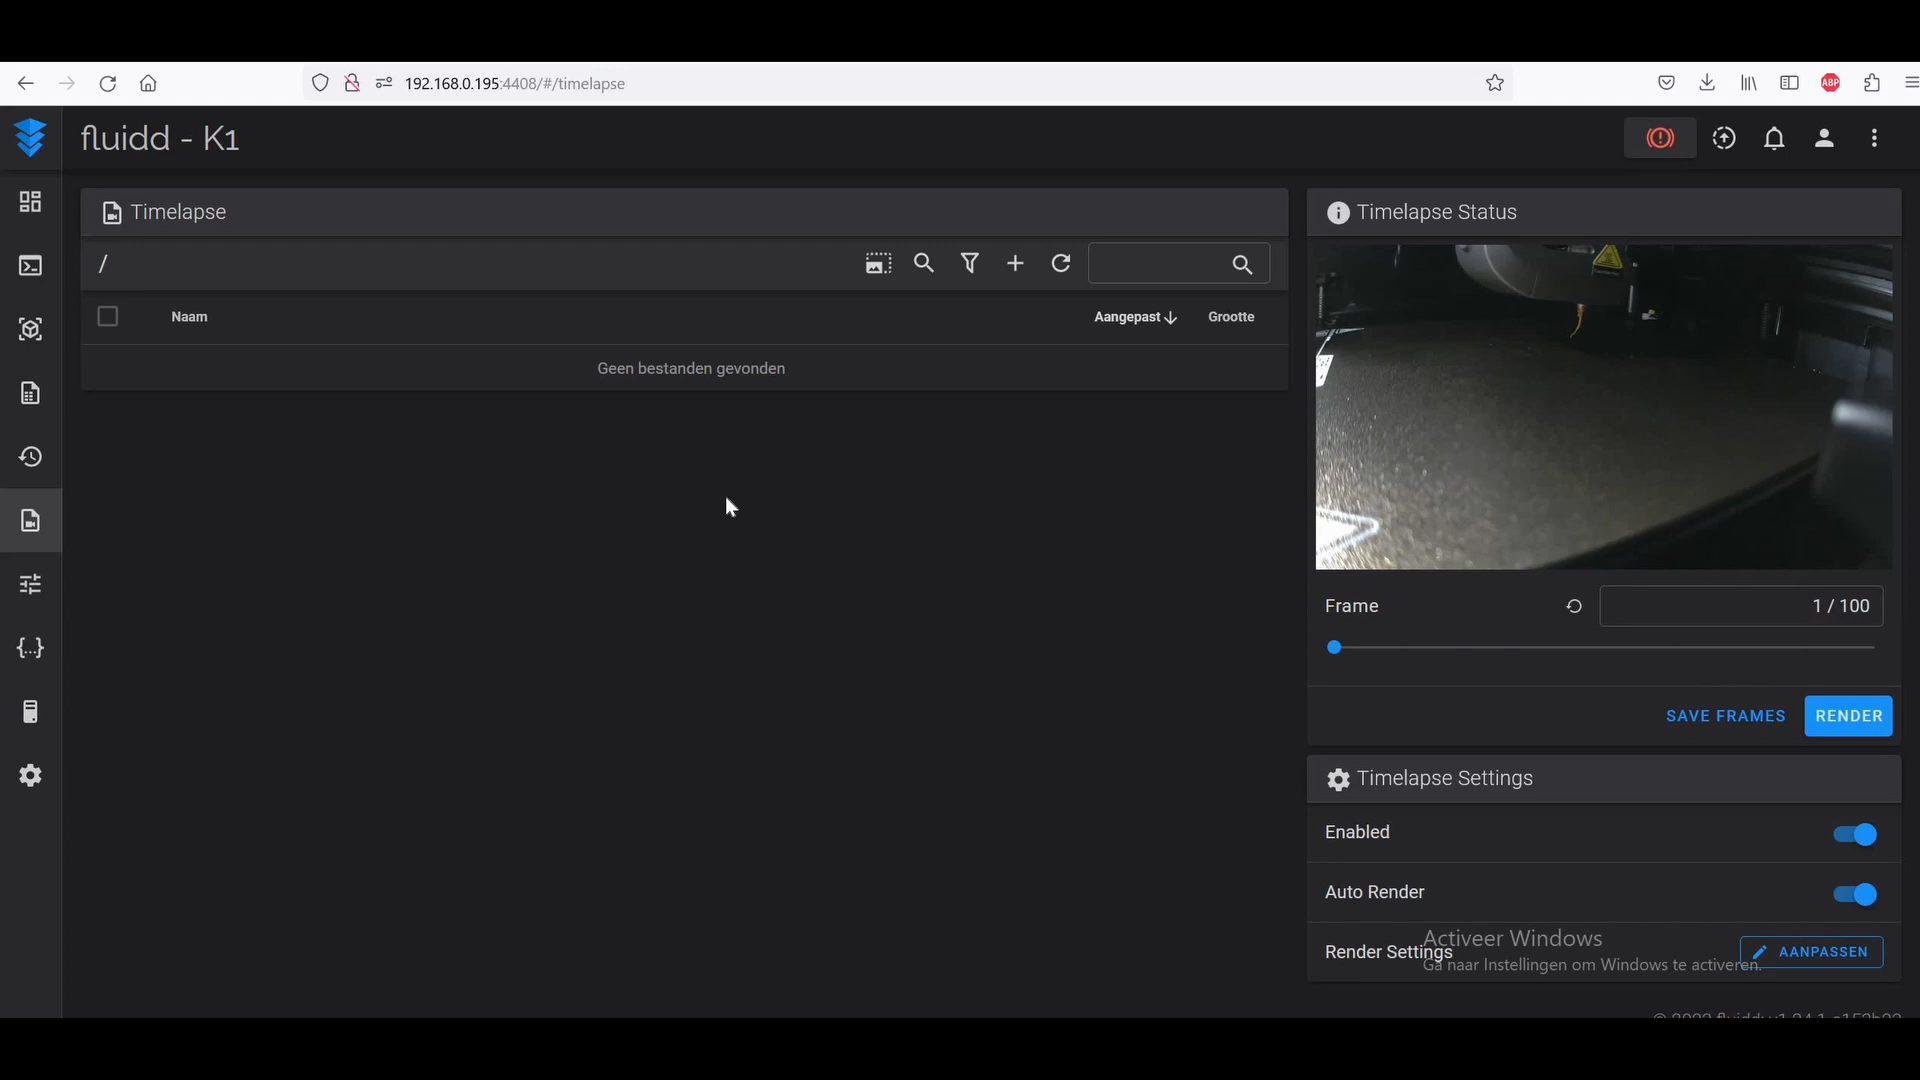 192.168.0.195:4408/#/timelapse
ABP
fluidd - K1
Timelapse
/
Naam
Aangepast
Grootte
Geen bestanden gevonden
Timelapse Status
Frame
1 / 100
SAVE FRAMES
RENDER
Timelapse Settings
Enabled
Auto Render
Render Settings
AANPASSEN
Activeer Windows
Ga naar Instellingen om Windows te activeren.